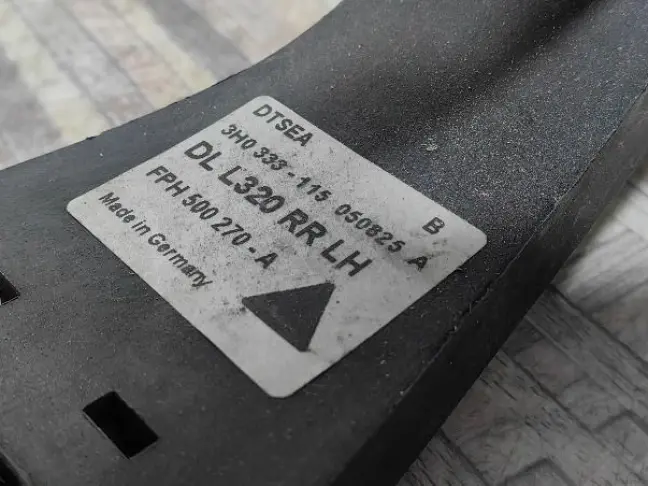 DTSEA
B
3H0 333 - 115 050825 A
DL L320 RR LH
FPH 500 270 - A
Made in Germany